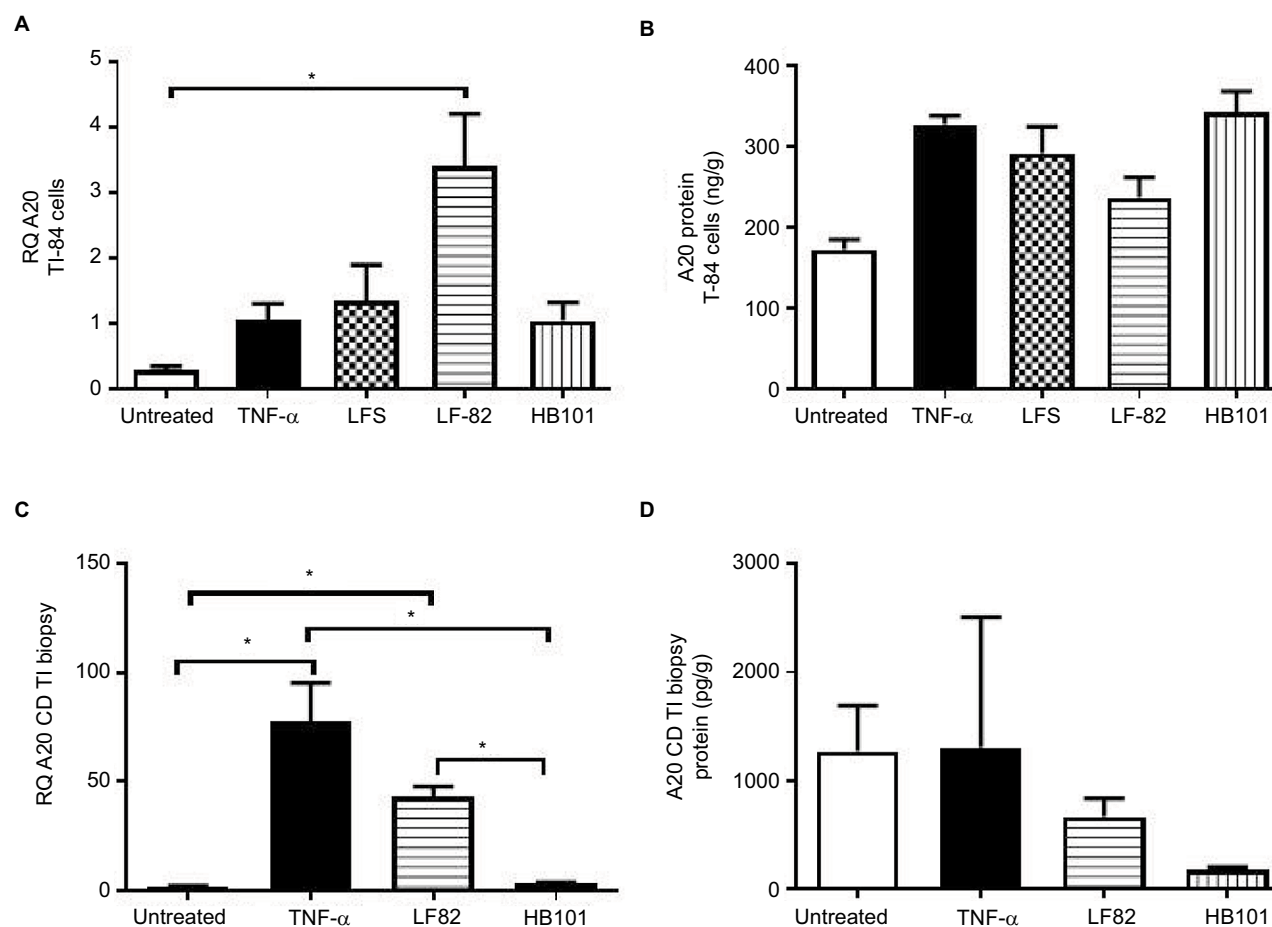 A
RQ A20
TI-84 cells
5
4
3
2
1
0
*
Untreated
TNF-α
LFS
LF-82
HB101
B
A20 protein
T-84 cells (ng/g)
400
300
200
100
0
Untreated
TNF-α
LFS
LF-82
HB101
C
RQ A20 CD TI biopsy
150
100
50
0
*
*
*
*
Untreated
TNF-α
LF82
HB101
D
A20 CD TI biopsy
protein (pg/g)
3000
2000
1000
0
Untreated
TNF-α
LF82
HB101